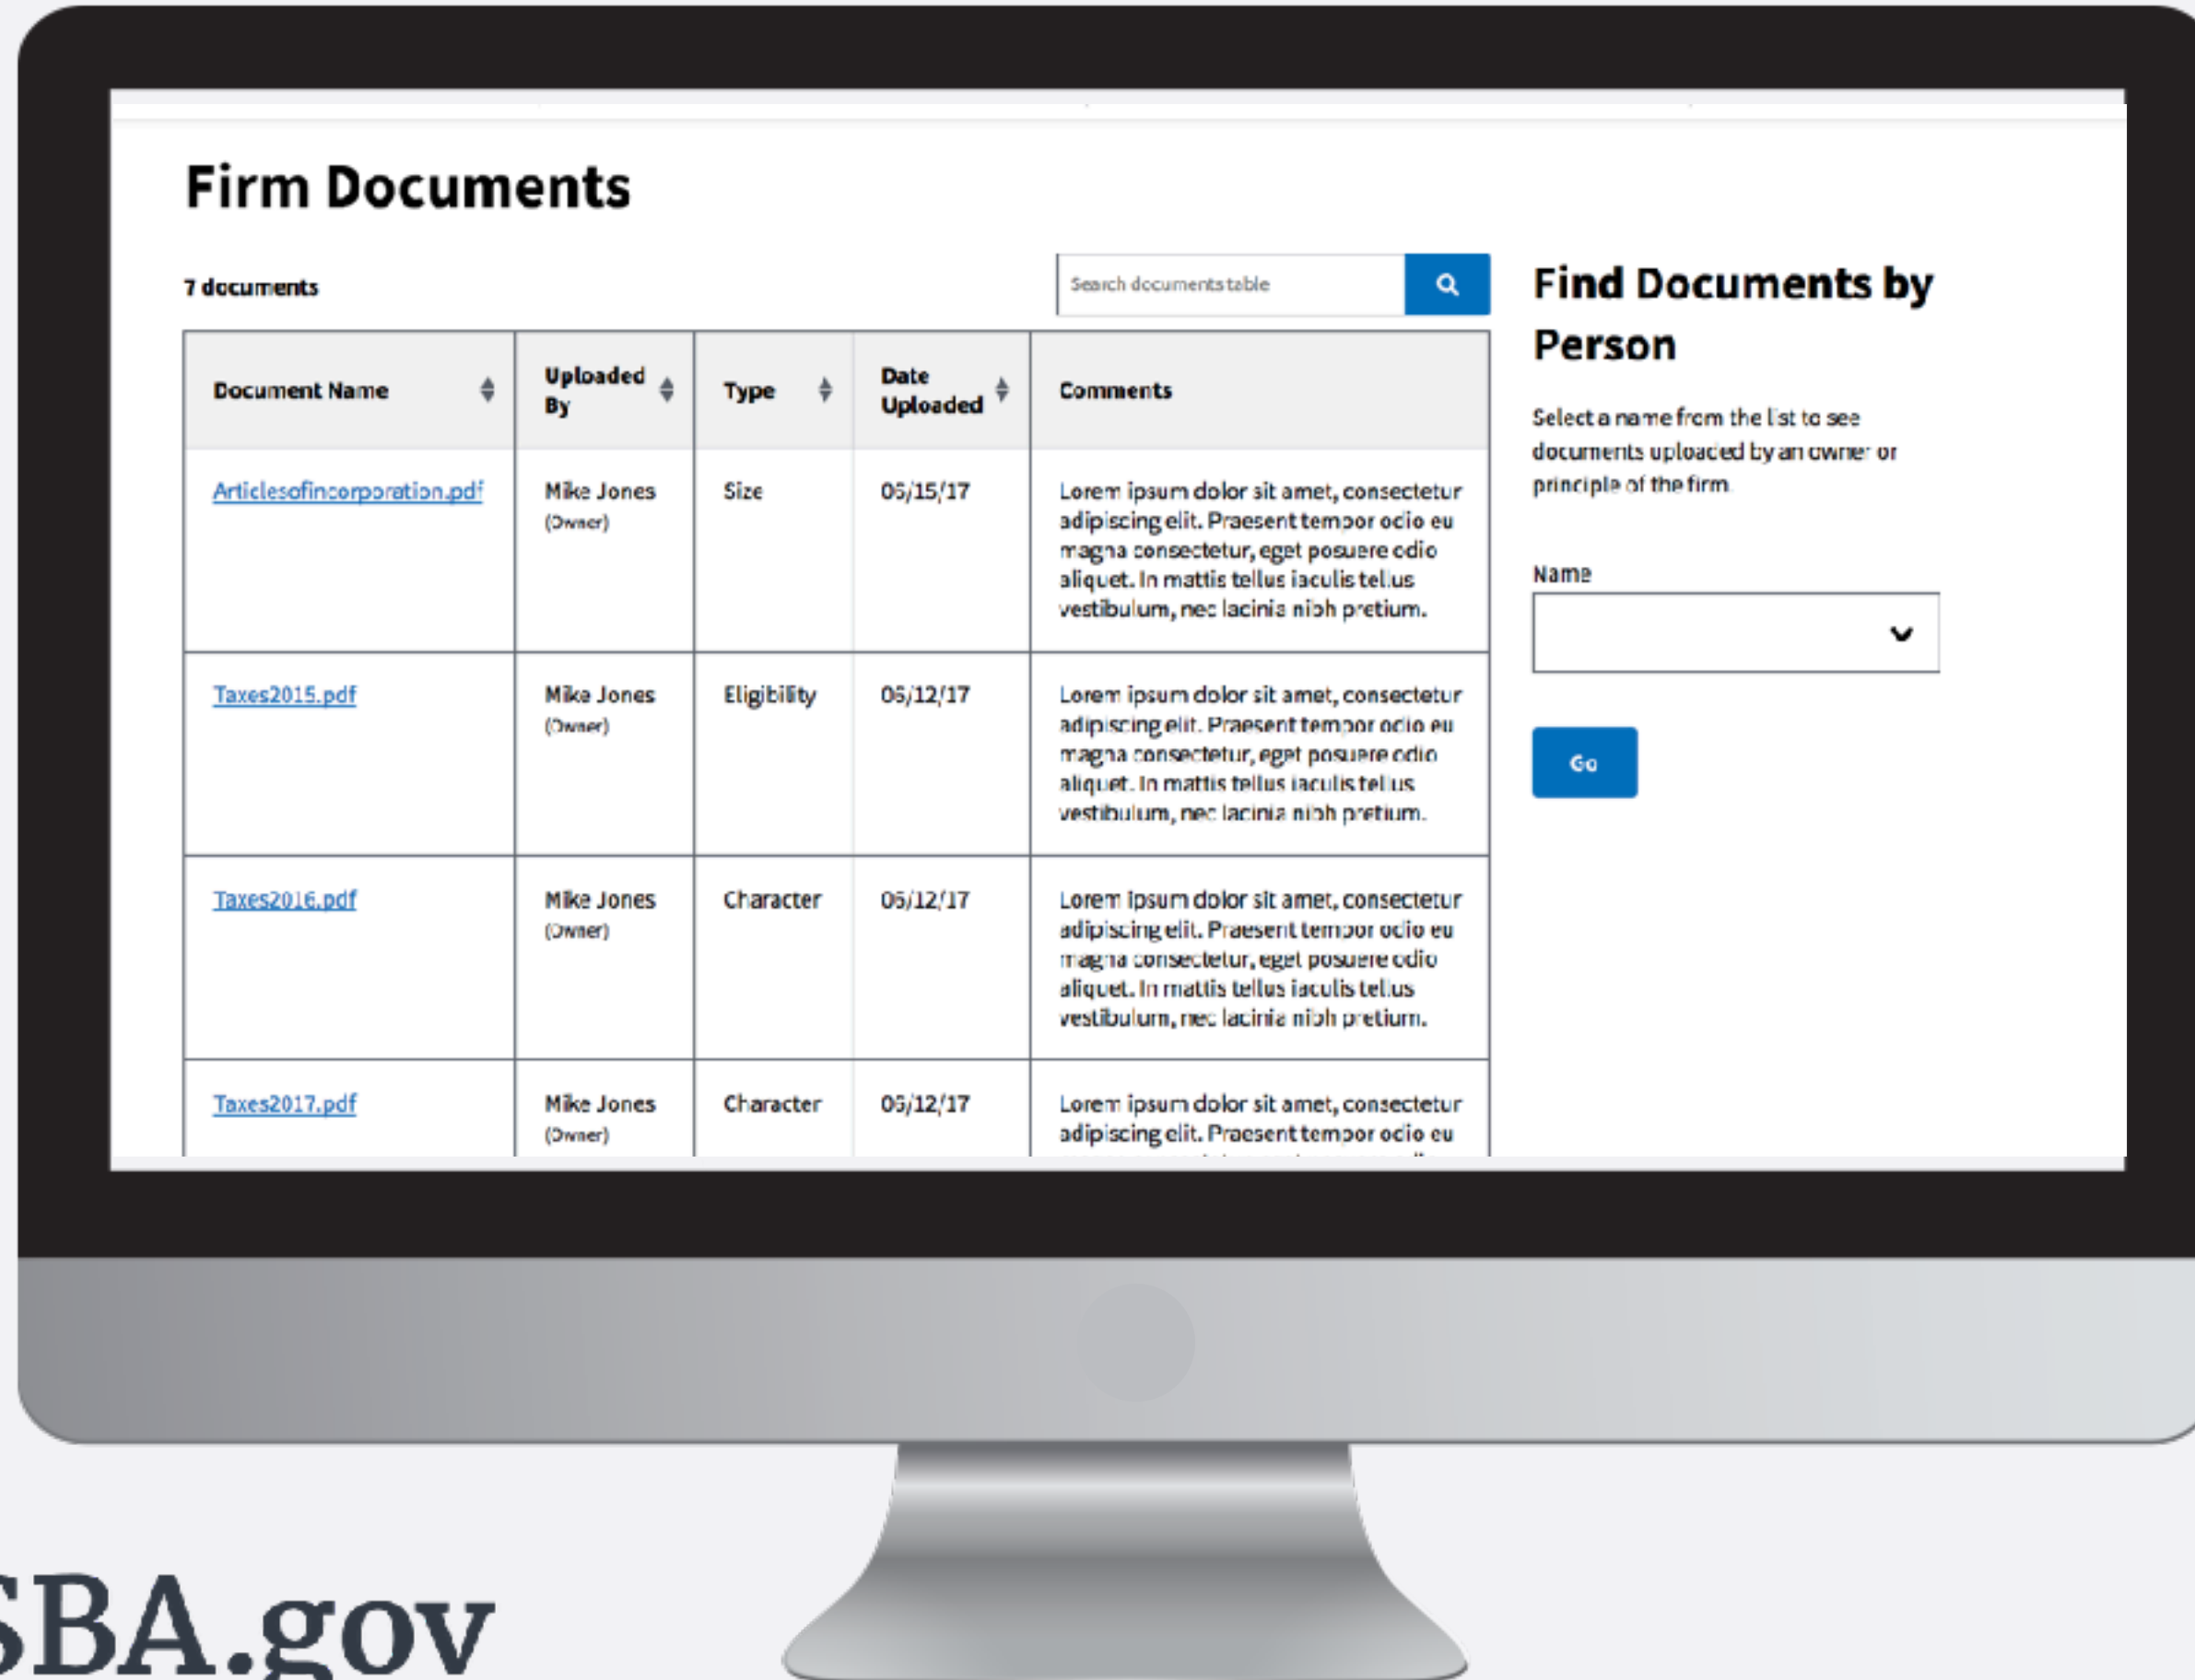 Firm Documents
7 documents
Search documents table
Document Name
Uploaded
By
Type
Date
Uploaded
Comments
Articlesofincorporation.pdf
Mike Jones
(Owner)
Size
06/15/17
Lorem ipsum dolor sit amet, consectetur
adipiscing elit. Praesent tempor odio eu
magna consectetur, eget posuere odio
aliquet. In mattis tellus iaculis tellus
vestibulum, nec lacinia nibh pretium.
Taxes2015.pdf
Mike Jones
(Owner)
Eligibility
06/12/17
Lorem ipsum dolor sit amet, consectetur
adipiscing elit. Praesent tempor odio eu
magna consectetur, eget posuere odio
aliquet. In mattis tellus iaculis tellus
vestibulum, nec lacinia nibh pretium.
Taxes2016.pdf
Mike Jones
(Owner)
Character
06/12/17
Lorem ipsum dolor sit amet, consectetur
adipiscing elit. Praesent tempor odio eu
magna consectetur, eget posuere odio
aliquet. In mattis tellus iaculis tellus
vestibulum, nec lacinia nibh pretium.
Taxes2017.pdf
Mike Jones
(Owner)
Character
06/12/17
Lorem ipsum dolor sit amet, consectetur
adipiscing elit. Praesent tempor odio eu
Find Documents by
Person
Select a name from the list to see
documents uploaded by an owner or
principle of the firm.
Name
Go
SBA.gov